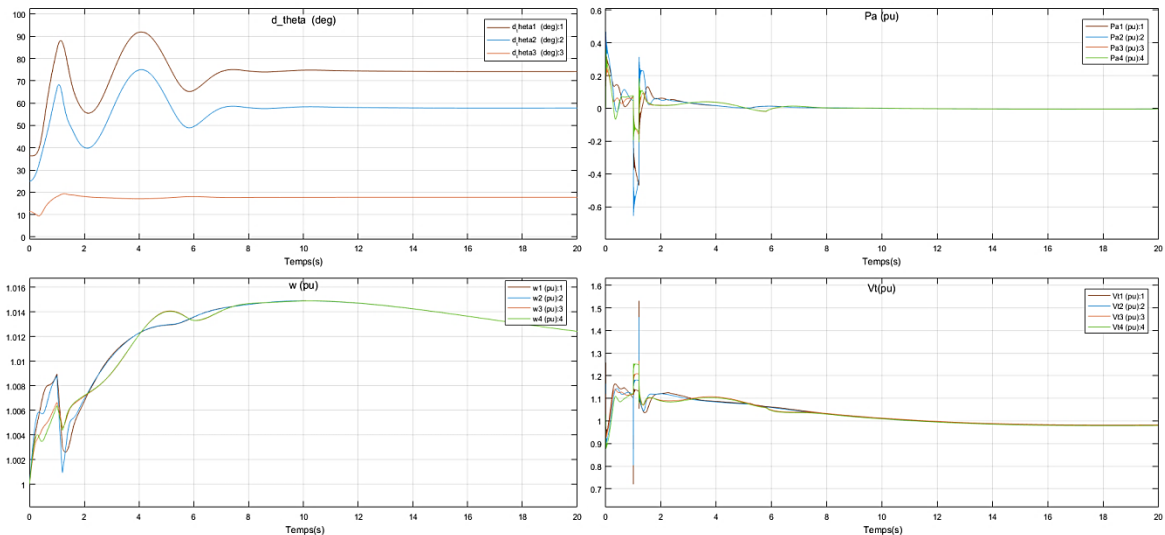 d_theta (deg)
100
90
80
70
60
50
40
30
20
10
0
d_theta1 (deg):1
d_theta2 (deg):2
d_theta3 (deg):3
0 2 4 6 8 10 12 14 16 18 20
Temps(s)
Pa (pu)
0.6
0.4
0.2
0
-0.2
-0.4
-0.6
Pa1 (pu):1
Pa2 (pu):2
Pa3 (pu):3
Pa4 (pu):4
0 2 4 6 8 10 12 14 16 18 20
Temps(s)
w (pu)
1.016
1.014
1.012
1.01
1.008
1.006
1.004
1.002
1
w1 (pu):1
w2 (pu):2
w3 (pu):3
w4 (pu):4
0 2 4 6 8 10 12 14 16 18 20
Temps(s)
Vt(pu)
1.6
1.5
1.4
1.3
1.2
1.1
1
0.9
0.8
0.7
Vt1 (pu):1
Vt2 (pu):2
Vt3 (pu):3
Vt4 (pu):4
0 2 4 6 8 10 12 14 16 18 20
Temps(s)